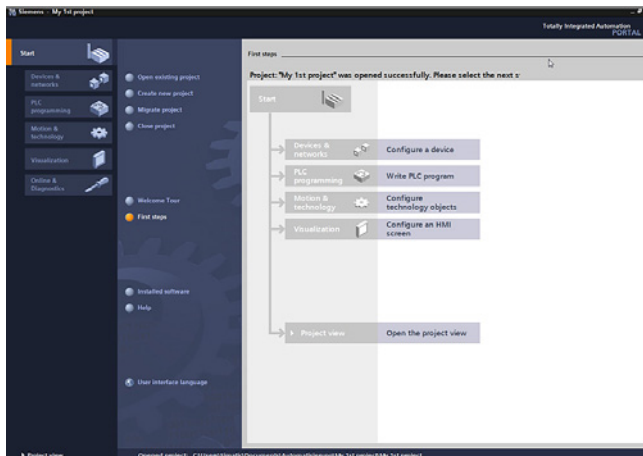 Siemens - My 1st project
Totally Integrated Automation
PORTAL
Start
Devices &
networks
PLC
programming
Motion &
technology
Visualization
Online &
Diagnostics
Open existing project
Create new project
Migrate project
Close project
Welcome Tour
First steps
Installed software
Help
User interface language
First steps
Project: "My 1st project" was opened successfully. Please select the next s
Start
Devices &
networks
Configure a device
PLC
programming
Write PLC program
Motion &
technology
Configure
technology objects
Visualization
Configure an HMI
screen
Project view
Open the project view
Project view
Opened project: